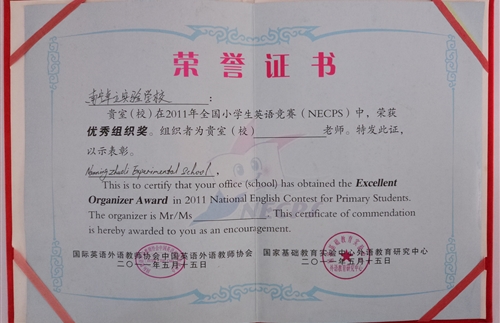 荣誉证书
实验学校:
贵室(校)在2011年全国小学生英语竞赛(NECPS)中,荣获
优秀组织奖。组织者为贵室(校)老师。特发此证,
以示表彰。
Experimental School,
This is to certify that your office (school) has obtained the Excellent
Organizer Award in 2011 National English Contest for Primary Students.
The organizer is Mr/Ms. This certificate of commendation
is hereby awarded to you as an encouragement.
国际英语外语教师协会中国英语外语教师协会 国家基础教育实验中心外语教育研究中心
二〇一一年五月十五日 二〇一一年五月十五日
NECPS